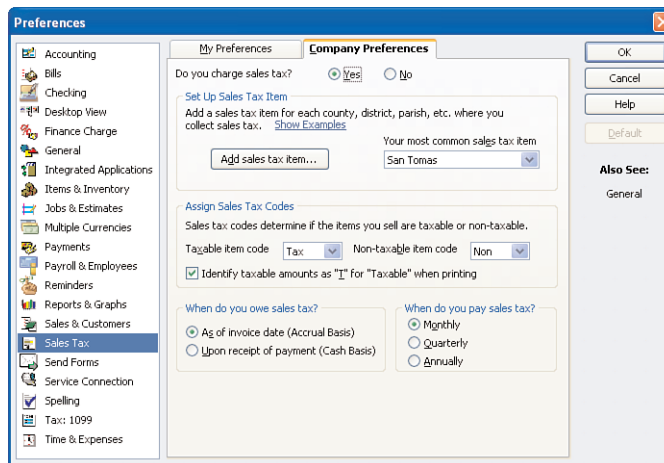 Preferences
Accounting
Bills
Checking
Desktop View
Finance Charge
General
Integrated Applications
Items & Inventory
Jobs & Estimates
Multiple Currencies
Payments
Payroll & Employees
Reminders
Reports & Graphs
Sales & Customers
Sales Tax
Send Forms
Service Connection
Spelling
Tax: 1099
Time & Expenses
My Preferences
Company Preferences
Do you charge sales tax? Yes No
Set Up Sales Tax Item
Add a sales tax item for each county, district, parish, etc. where you
collect sales tax. Show Examples
Your most common sales tax item
Add sales tax item... San Tomas
Assign Sales Tax Codes
Sales tax codes determine if the items you sell are taxable or non-taxable.
Taxable item code Tax Non-taxable item code Non
Identify taxable amounts as "T" for "Taxable" when printing
When do you owe sales tax?
As of invoice date (Accrual Basis)
Upon receipt of payment (Cash Basis)
When do you pay sales tax?
Monthly
Quarterly
Annually
OK
Cancel
Help
Default
Also See:
General